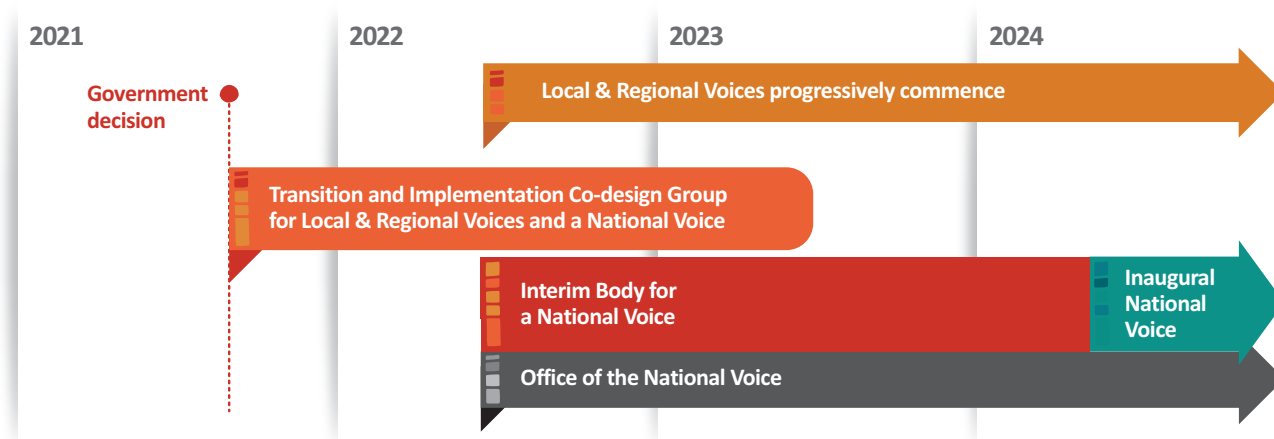 2021
2022
2023
2024
Government
decision
Local & Regional Voices progressively commence
Transition and Implementation Co-design Group
for Local & Regional Voices and a National Voice
Interim Body for
a National Voice
Inaugural
National
Voice
Office of the National Voice